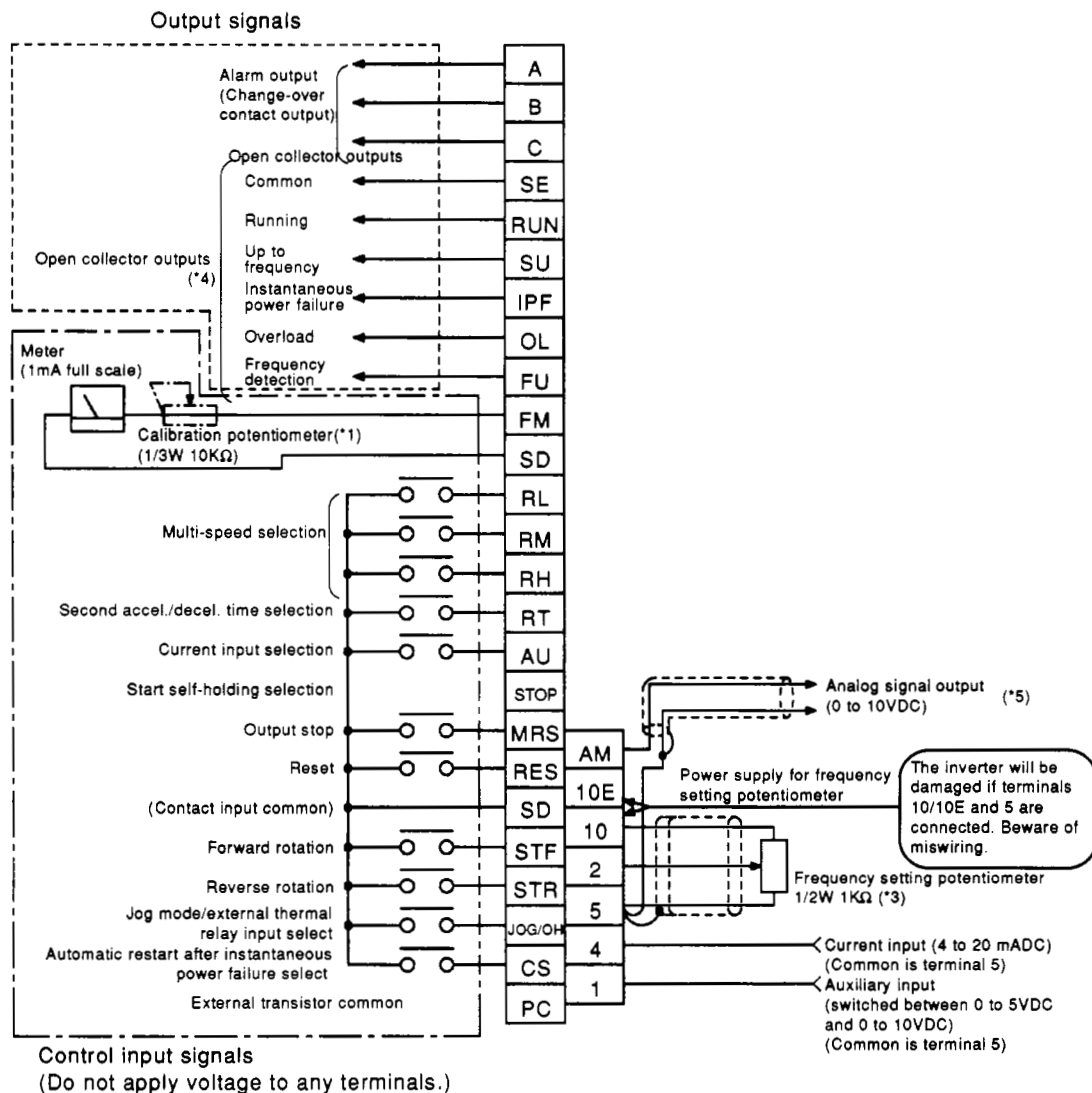 Output signals
Alarm output
(Change-over
contact output)
Open collector outputs
Common
Running
Up to
frequency
Open collector outputs
(*4)
Instantaneous
power failure
Overload
Frequency
detection
Meter
(1mA full scale)
Calibration potentiometer(*1)
(1/3W 10KΩ)
Multi-speed selection
Second accel./decel. time selection
Current input selection
Start self-holding selection
Output stop
Reset
(Contact input common)
Forward rotation
Reverse rotation
Jog mode/external thermal
relay input select
Automatic restart after instantaneous
power failure select
External transistor common
Control input signals
(Do not apply voltage to any terminals.)
A
B
C
SE
RUN
SU
IPF
OL
FU
FM
SD
RL
RM
RH
RT
AU
STOP
MRS
RES
SD
STF
STR
JOG/OH
CS
PC
AM
10E
10
2
5
4
1
Analog signal output
(0 to 10VDC)
(*5)
Power supply for frequency
setting potentiometer
The inverter will be
damaged if terminals
10/10E and 5 are
connected. Beware of
miswiring.
Frequency setting potentiometer
1/2W 1KΩ (*3)
Current input (4 to 20 mADC)
(Common is terminal 5)
Auxiliary input
(switched between 0 to 5VDC
and 0 to 10VDC)
(Common is terminal 5)